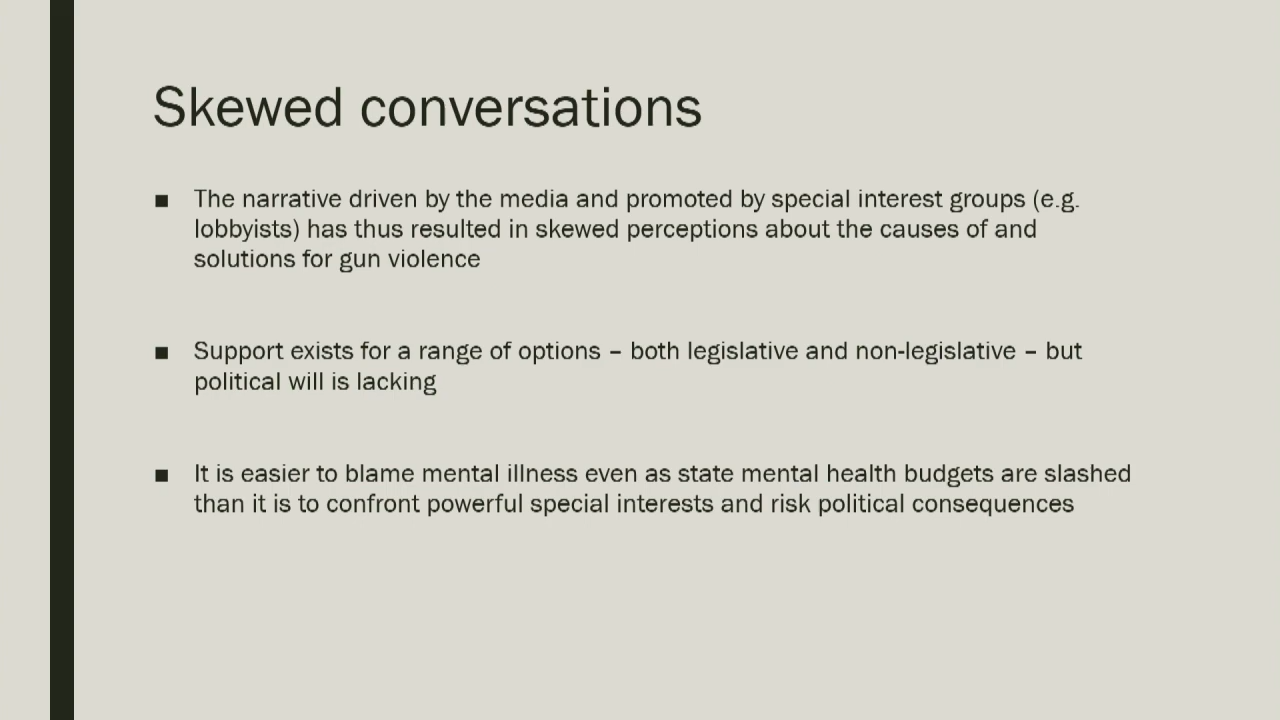 Skewed conversations
■ The narrative driven by the media and promoted by special interest groups (e.g.
lobbyists) has thus resulted in skewed perceptions about the causes of and
solutions for gun violence
■ Support exists for a range of options – both legislative and non-legislative – but
political will is lacking
■ It is easier to blame mental illness even as state mental health budgets are slashed
than it is to confront powerful special interests and risk political consequences